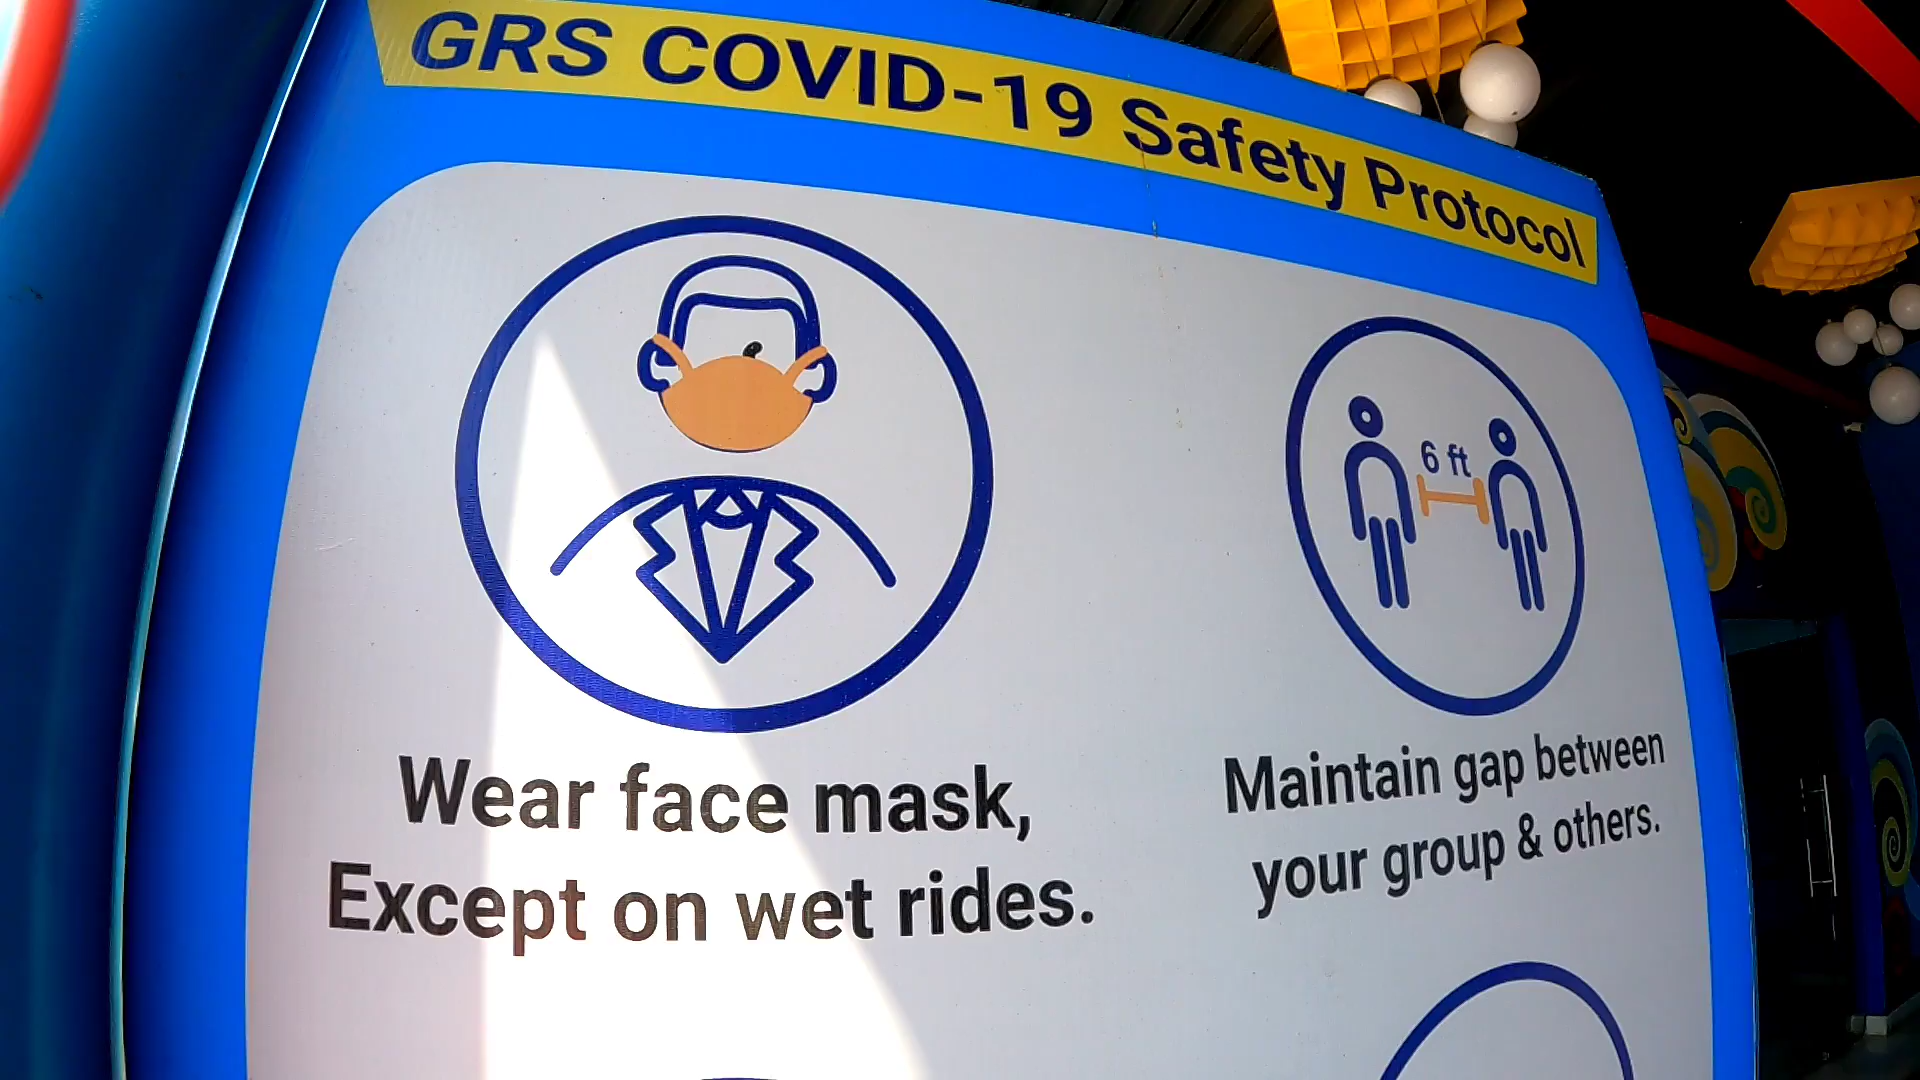 GRS COVID-19 Safety Protocol
6 ft
Wear face mask,
Except on wet rides.
Maintain gap between
your group & others.